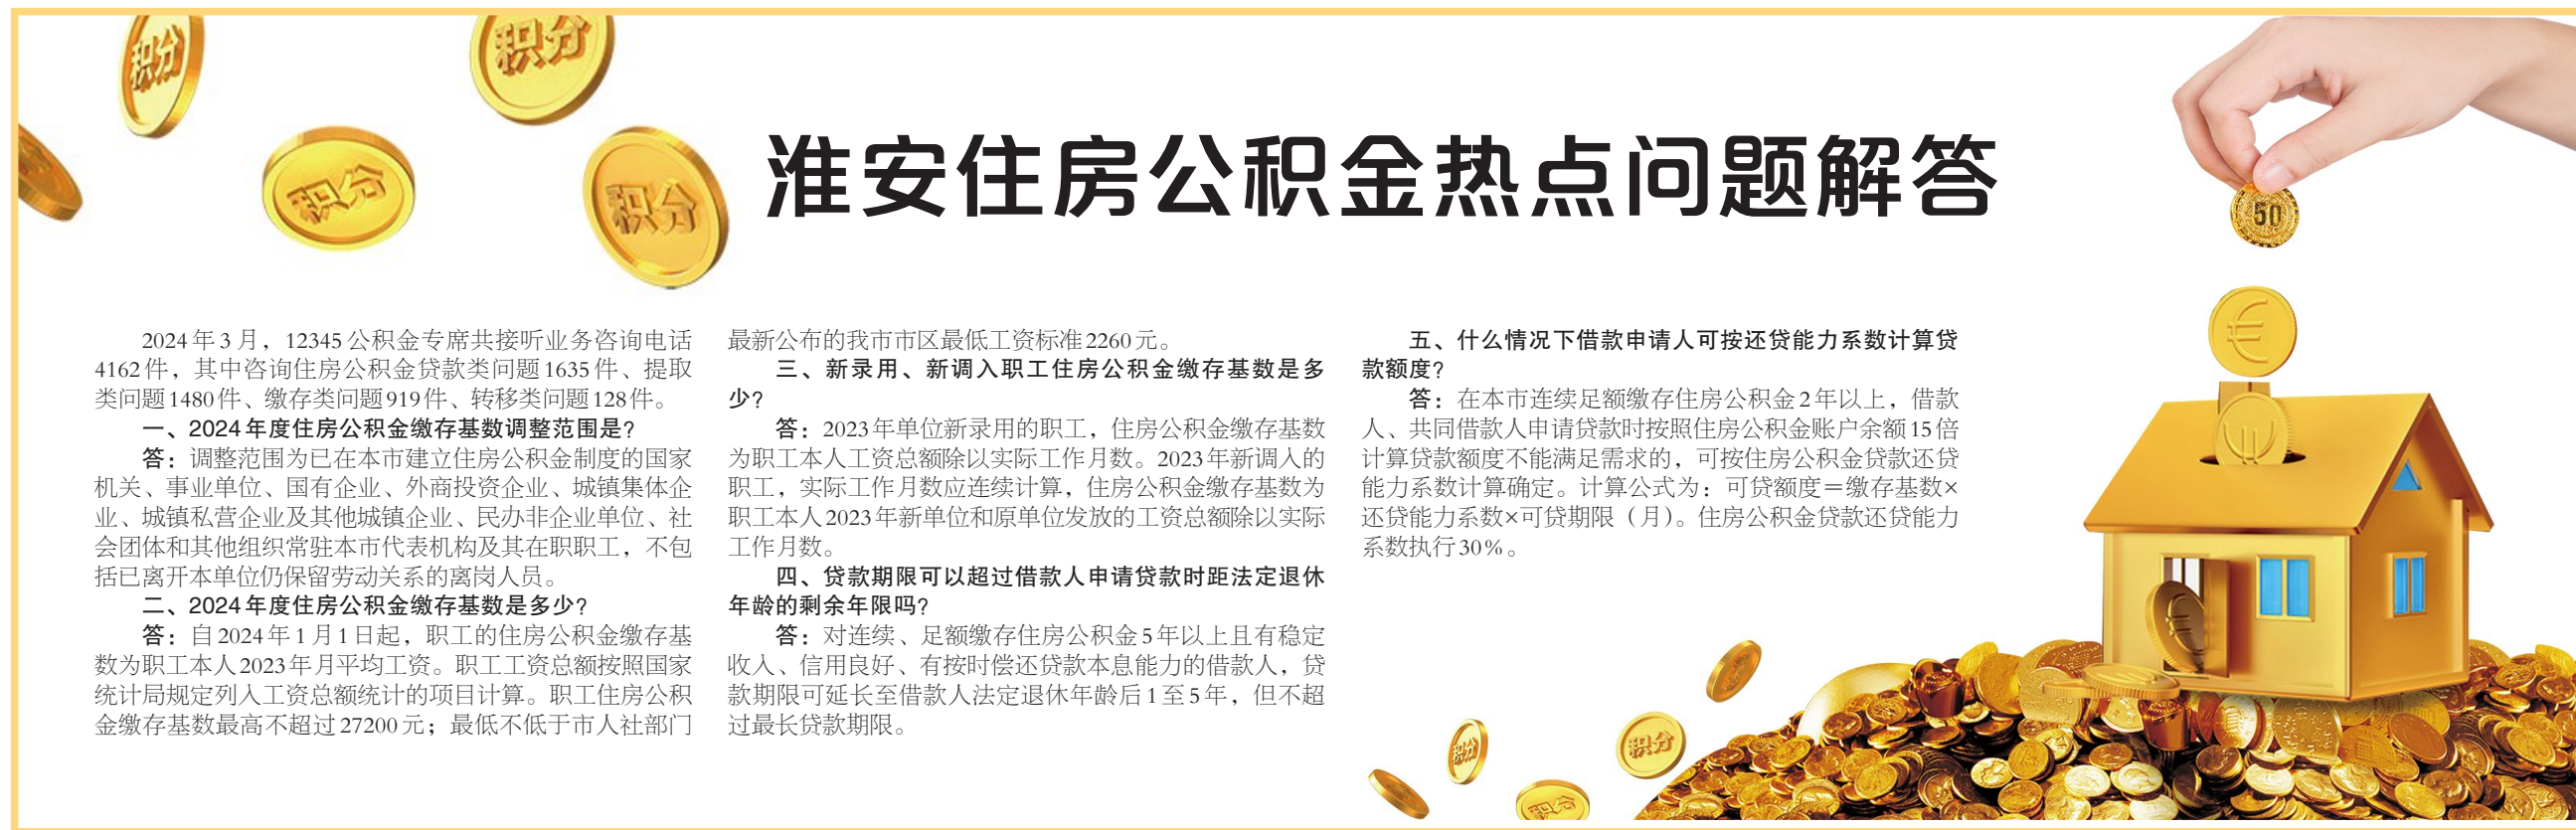 积分
积分
积分
积分
淮安住房公积金热点问题解答
50
2024年3月，12345公积金专席共接听业务咨询电话
4162件，其中咨询住房公积金贷款类问题1635件、提取
类问题1480件、缴存类问题919件、转移类问题128件。
一、2024年度住房公积金缴存基数调整范围是？
答：调整范围为已在本市建立住房公积金制度的国家
机关、事业单位、国有企业、外商投资企业、城镇集体企
业、城镇私营企业及其他城镇企业、民办非企业单位、社
会团体和其他组织常驻本市代表机构及其在职职工，不包
括已离开本单位仍保留劳动关系的离岗人员。
二、2024年度住房公积金缴存基数是多少？
答：自2024年1月1日起，职工的住房公积金缴存基
数为职工本人2023年月平均工资。职工工资总额按照国家
统计局规定列入工资总额统计的项目计算。职工住房公积
金缴存基数最高不超过27200元；最低不低于市人社部门
最新公布的我市市区最低工资标准2260元。
三、新录用、新调入职工住房公积金缴存基数是多
少？
答：2023年单位新录用的职工，住房公积金缴存基数
为职工本人工资总额除以实际工作月数。2023年新调入的
职工，实际工作月数应连续计算，住房公积金缴存基数为
职工本人2023年新单位和原单位发放的工资总额除以实际
工作月数。
四、贷款期限可以超过借款人申请贷款时距法定退休
年龄的剩余年限吗？
答：对连续、足额缴存住房公积金5年以上且有稳定
收入、信用良好、有按时偿还贷款本息能力的借款人，贷
款期限可延长至借款人法定退休年龄后1至5年，但不超
过最长贷款期限。
五、什么情况下借款申请人可按还贷能力系数计算贷
款额度？
答：在本市连续足额缴存住房公积金2年以上，借款
人、共同借款人申请贷款时按照住房公积金账户余额15倍
计算贷款额度不能满足需求的，可按住房公积金贷款还贷
能力系数计算确定。计算公式为：可贷额度＝缴存基数×
还贷能力系数×可贷期限（月）。住房公积金贷款还贷能力
系数执行30%。
€
积分
积分
积分